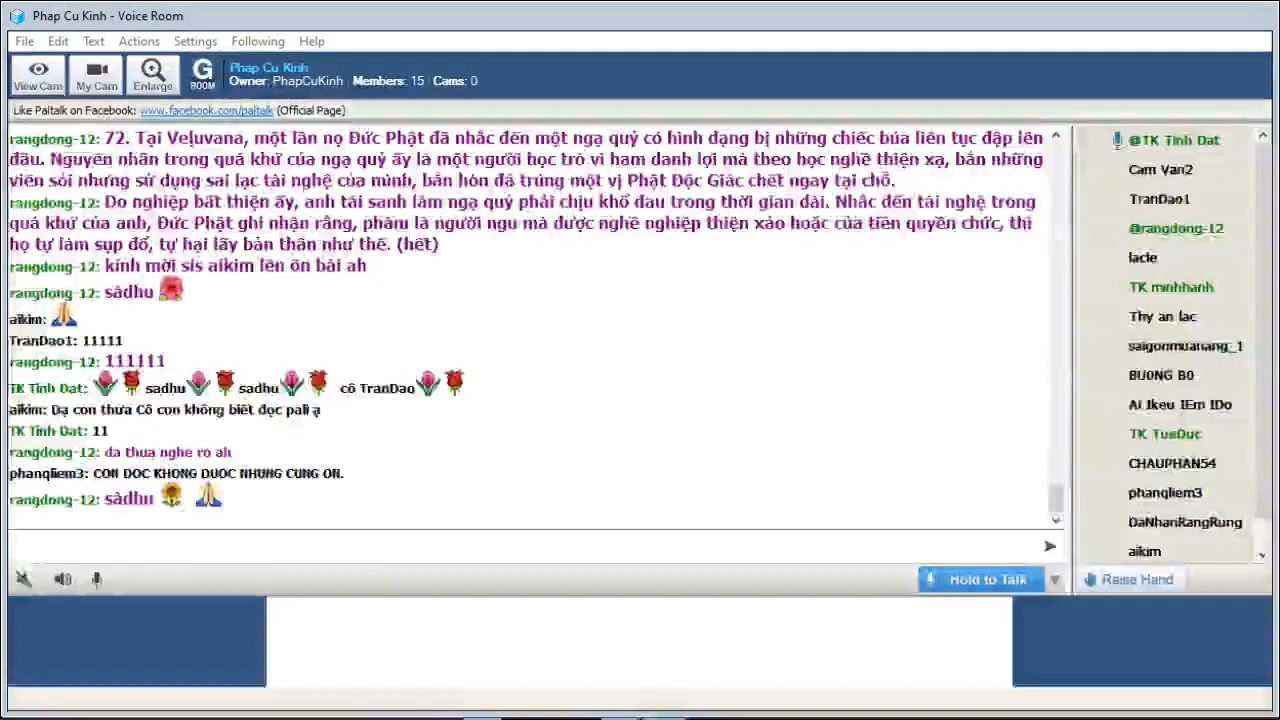 Phap Cu Kinh - Voice Room
File Edit Text Actions Settings Following Help
View Cam My Cam Enlarge G ROOM
Phap Cu Kinh
Owner: PhapCuKinh Members: 15 Cams: 0
Like Paltalk on Facebook: www.facebook.com/paltalk (Official Page)
rangdong-12: 72. Tại Veḷuvana, một lần nọ Đức Phật đã nhắc đến một ngạ quỷ có hình dạng bị những chiếc búa liên tục đập lên
đầu. Nguyên nhân trong quá khứ của ngạ quỷ ấy là một người học trò vì ham danh lợi mà theo học nghề thiện xạ, bắn những
viên sỏi nhưng sử dụng sai lạc tài nghệ của mình, bắn hòn đá trúng một vị Phật Độc Giác chết ngay tại chỗ.
rangdong-12: Do nghiệp bất thiện ấy, anh tái sanh làm ngạ quỷ phải chịu khổ đau trong thời gian dài. Nhắc đến tài nghệ trong
quá khứ của anh, Đức Phật ghi nhận rằng, phàm là người ngu mà được nghề nghiệp thiện xảo hoặc của tiền quyền chức, thì
họ tự làm sụp đổ, tự hại lấy bản thân như thế. (hết)
rangdong-12: kính mời sis aikim lên ôn bài ah
rangdong-12: sādhu
aikim:
TranDao1: 11111
rangdong-12: 111111
TK Tinh Dat: sadhu sadhu cô TranDao
aikim: Dạ con thưa Cô con không biết đọc pali ạ
TK Tinh Dat: 11
rangdong-12: da thua nghe ro ah
phanqliem3: CON DOC KHONG DUOC NHUNG CUNG ON.
rangdong-12: sādhu
@TK Tinh Dat
Cam Van2
TranDao1
@rangdong-12
lacle
TK minhhanh
Thy an lac
saigonmuanang_1
BUONG BO
Ai Ikeu IEm IDo
TK TueDuc
CHAUPHAN54
phanqliem3
DaNhanRangRung
aikim
Hold to Talk
Raise Hand